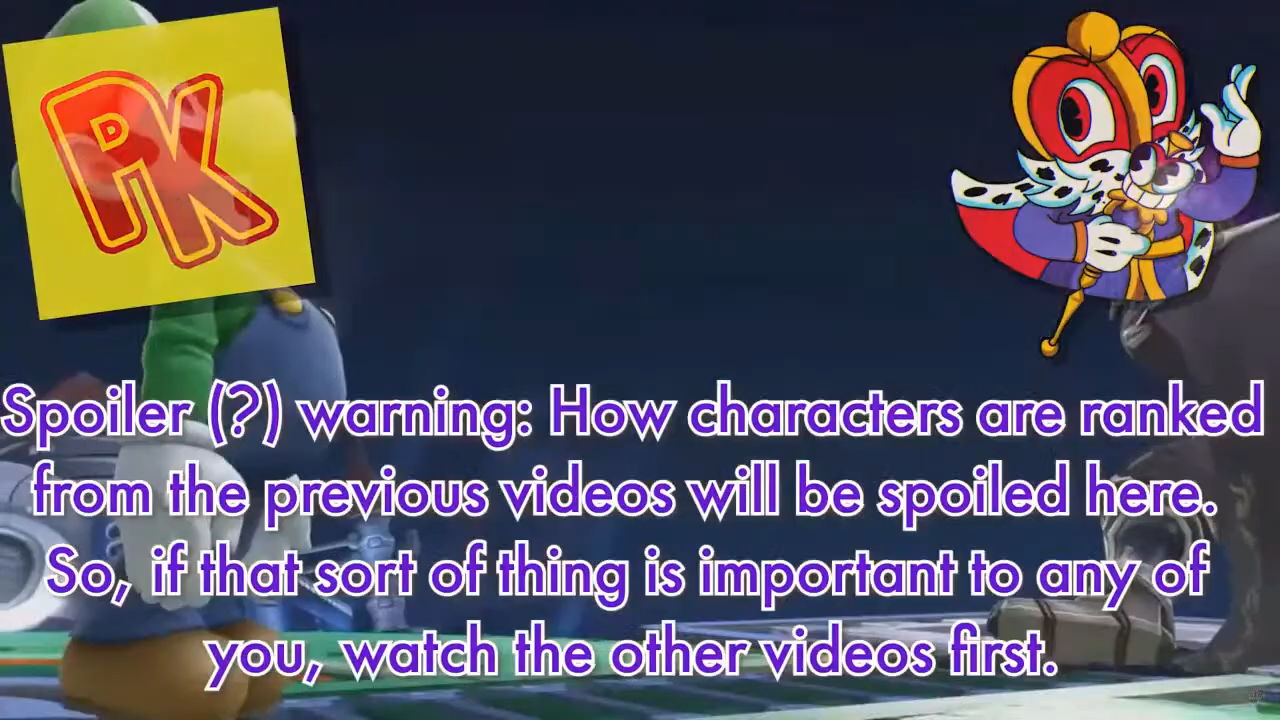 PK
Spoiler (?) warning: How characters are ranked
from the previous videos will be spoiled here.
So, if that sort of thing is important to any of
you, watch the other videos first.